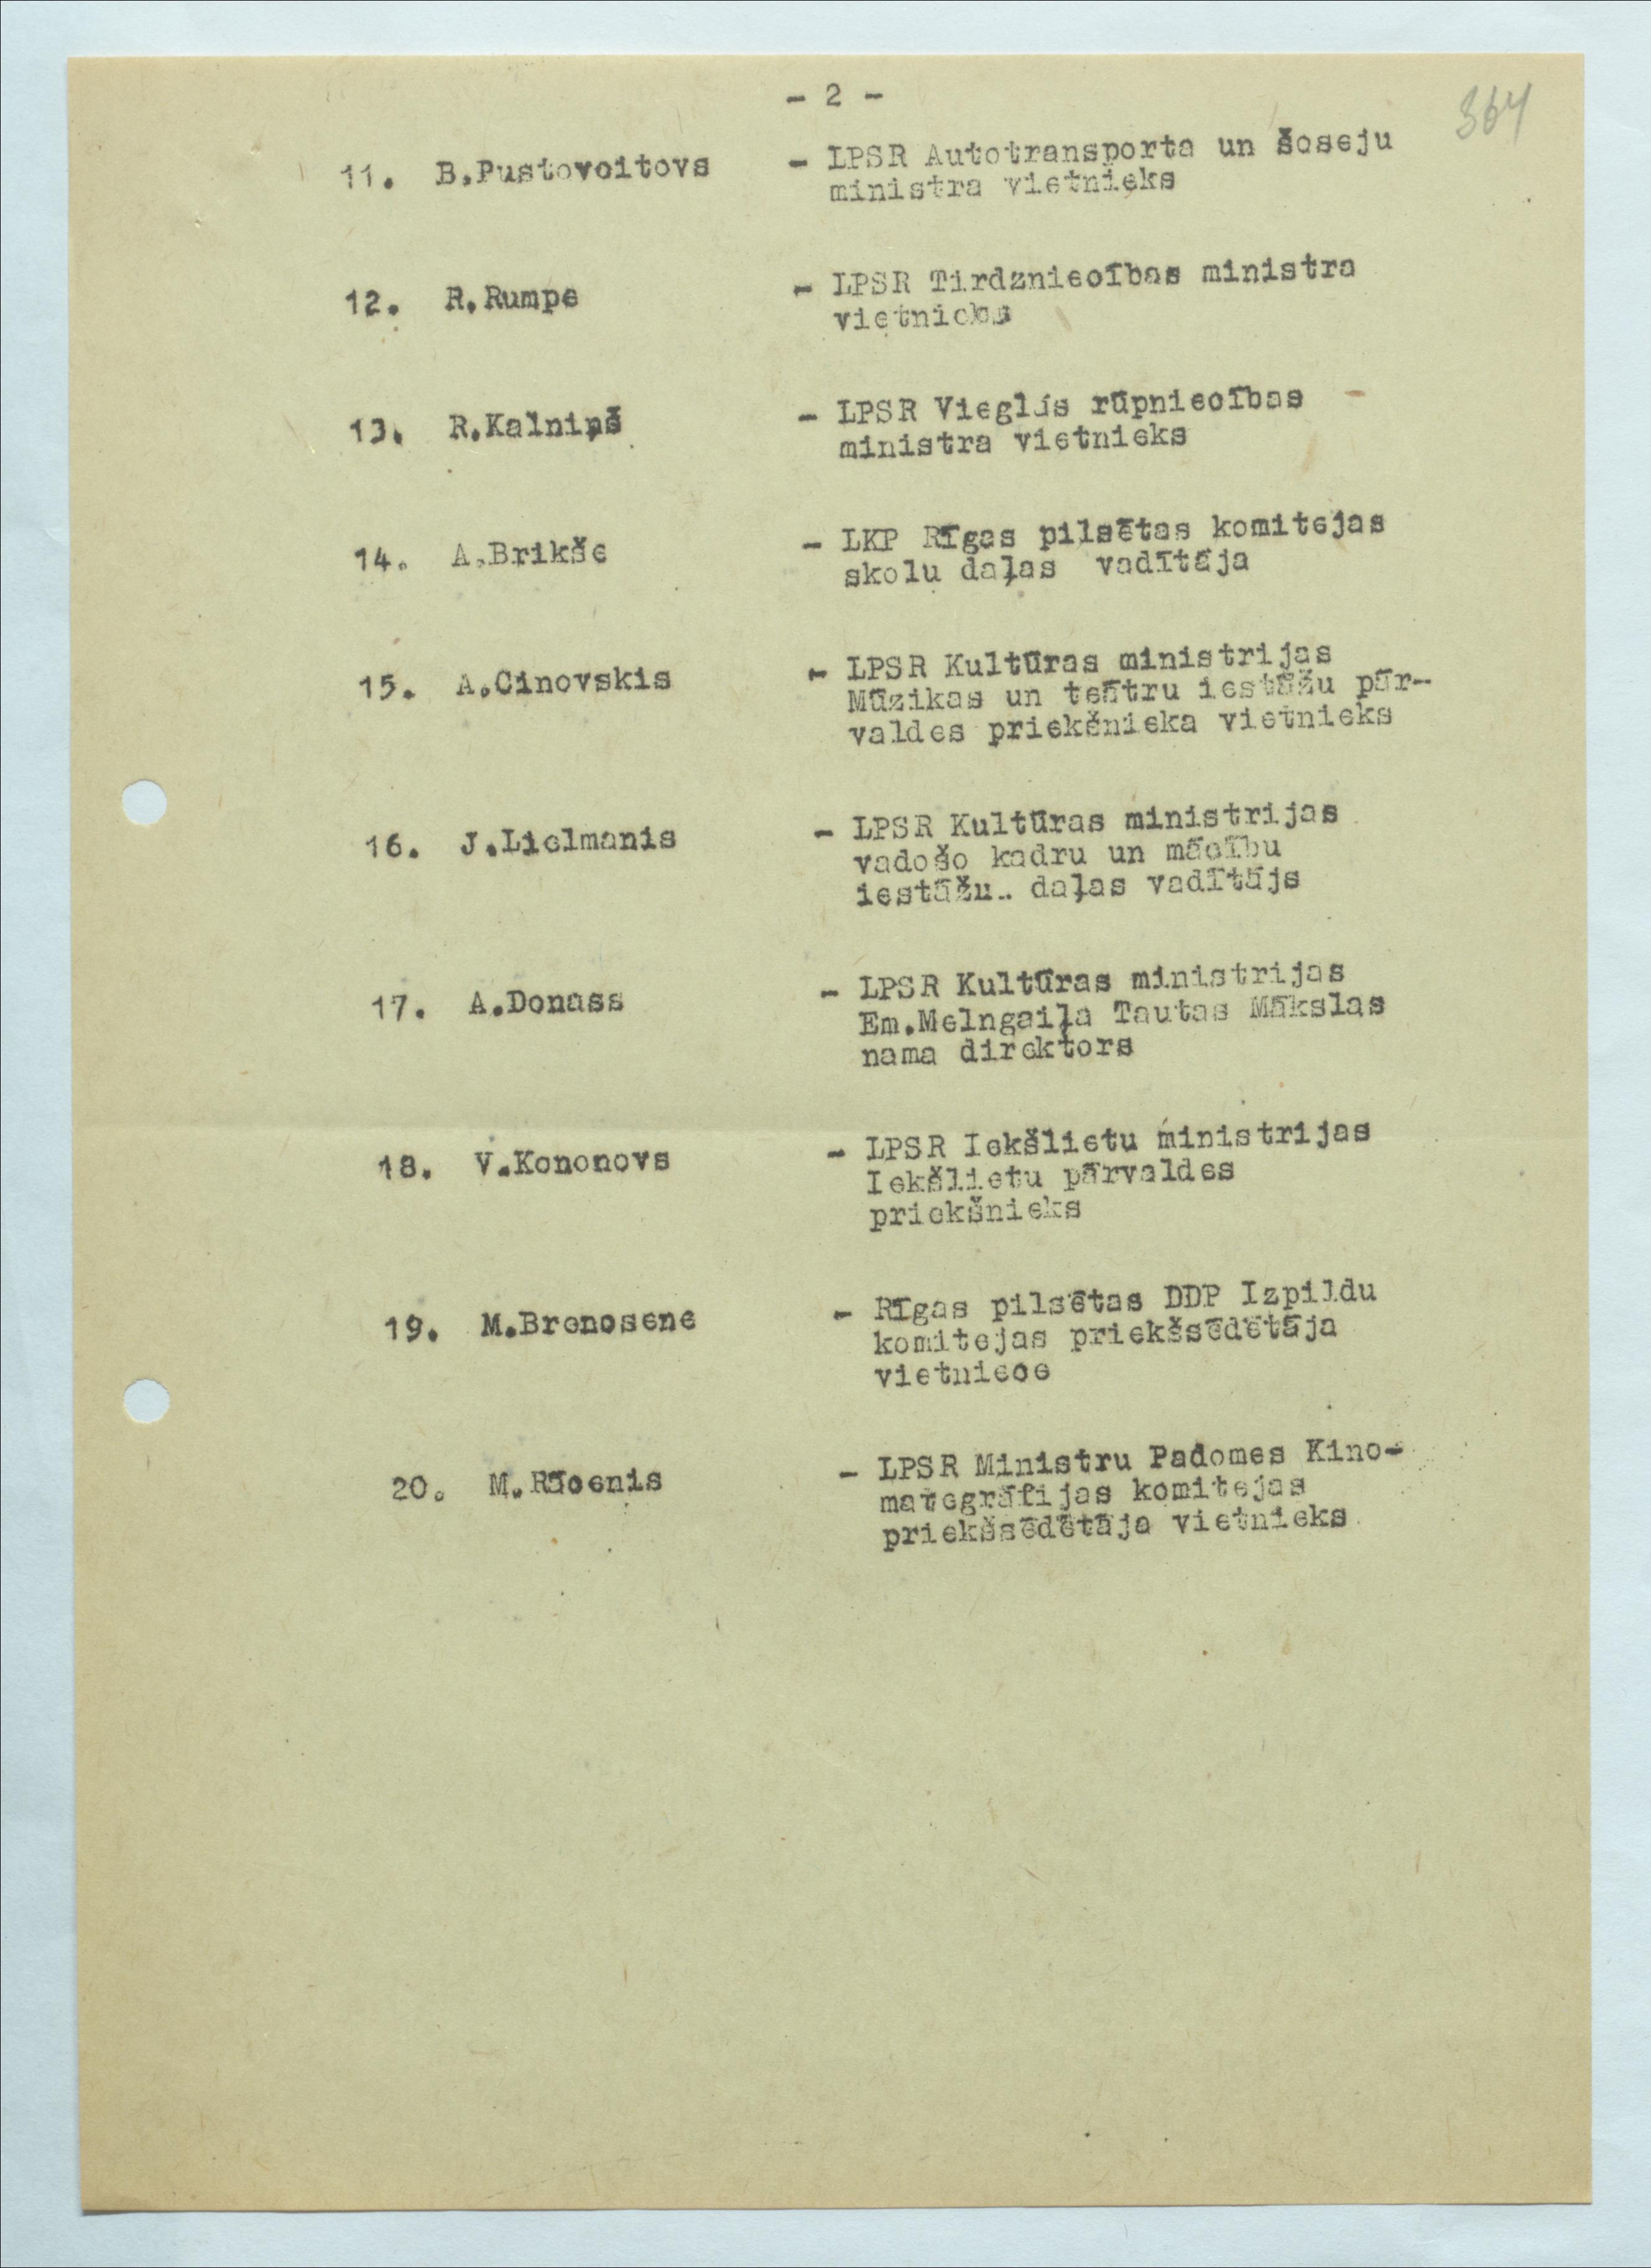 - 2 -
364
11. B.Pustovoitovs - LPSR Autotransporta un šoseju
ministra vietnieks
12. R.Rumpe - LPSR Tirdzniecības ministra
vietnieks
13. R.Kalniņš - LPSR Vieglās rūpniecības
ministra vietnieks
14. A.Brikše - LKP Rīgas pilsētas komitejas
skolu daļas vadītāja
15. A.Cinovskis - LPSR Kultūras ministrijas
Mūzikas un teātru iestāžu pār-
valdes priekšnieka vietnieks
16. J.Lielmanis - LPSR Kultūras ministrijas
vadošo kadru un mācību
iestāžu daļas vadītājs
17. A.Donass - LPSR Kultūras ministrijas
Em.Melngaiļa Tautas Mākslas
nama direktors
18. V.Kononovs - LPSR Iekšlietu ministrijas
Iekšlietu pārvaldes
priekšnieks
19. M. - Rīgas pilsētas DDP Izpildu
komitejas priekšsēdētāja
vietniece
20. M. - LPSR Ministru Padomes Kino-
matogrāfijas komitejas
priekšsēdētāja vietnieks